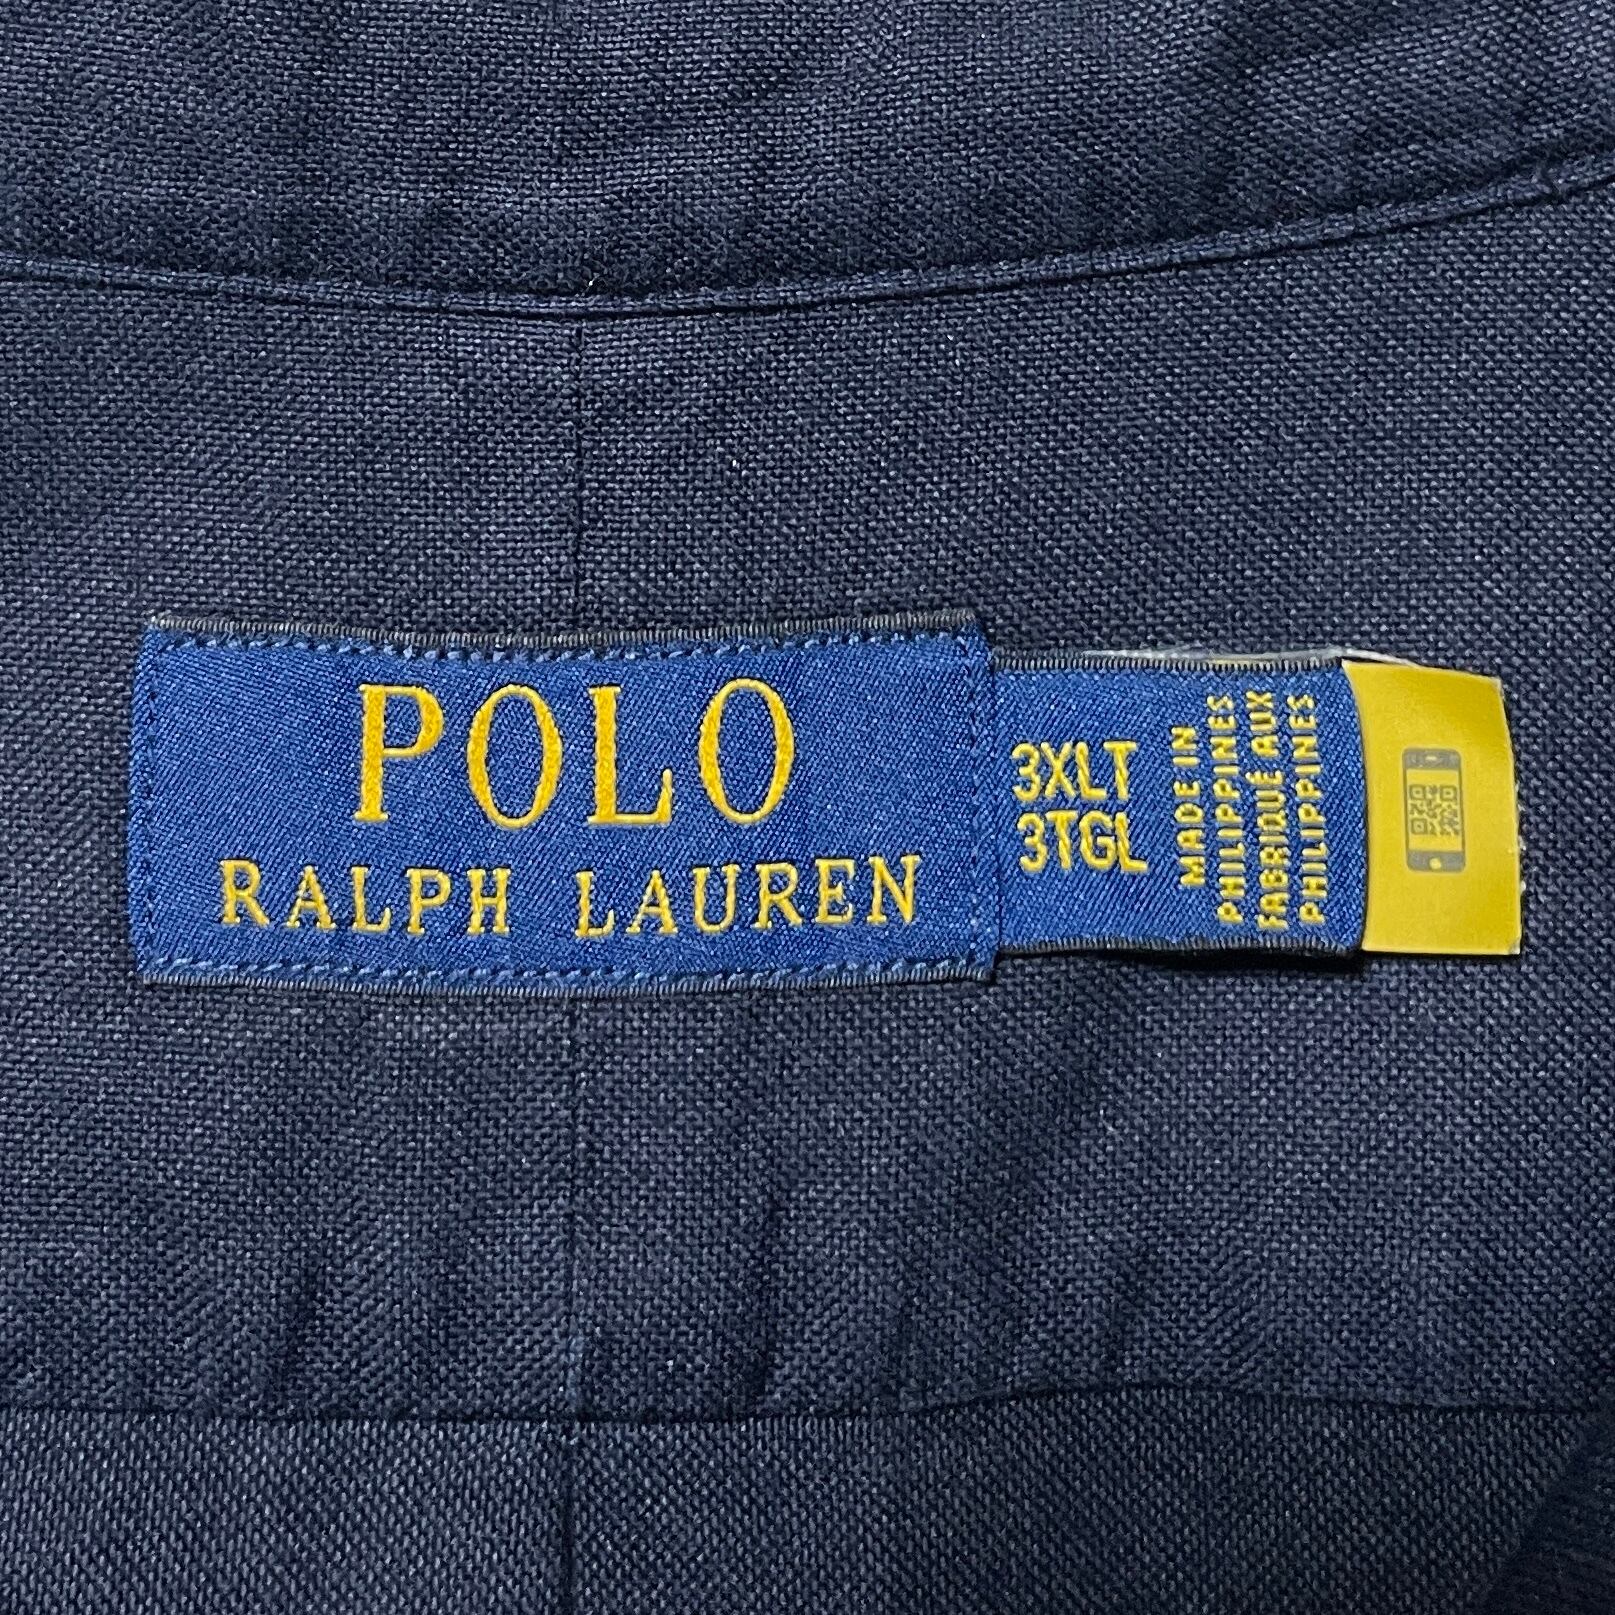 POLO
RALPH LAUREN
3XLT
3TGL
MADE IN
PHILIPPINES
FABRIQUÉ AUX
PHILIPPINES